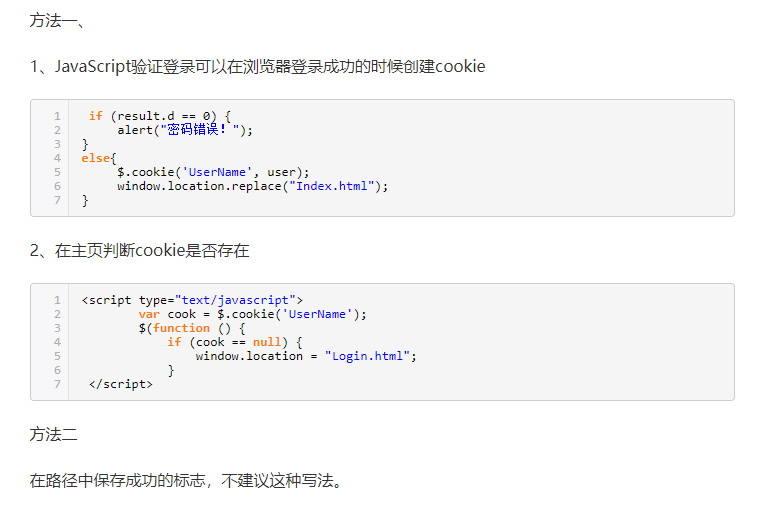 方法一、
1、JavaScript验证登录可以在浏览器登录成功的时候创建cookie
1 if (result.d == 0) {
2 alert("密码错误！");
3 }
4 else{
5 $.cookie('UserName', user);
6 window.location.replace("Index.html");
7 }
2、在主页判断cookie是否存在
1 <script type="text/javascript">
2 var cook = $.cookie('UserName');
3 $(function () {
4 if (cook == null) {
5 window.location = "Login.html";
6 }
7 </script>
方法二
在路径中保存成功的标志，不建议这种写法。